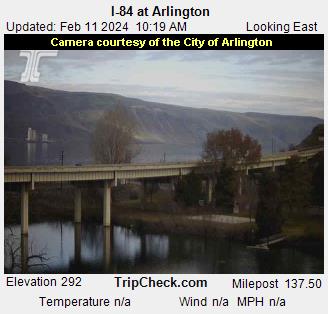 I-84 at Arlington
Updated: Feb 11 2024 10:19 AM Looking East
Camera courtesy of the City of Arlington
Elevation 292 TripCheck.com Milepost 137.50
Temperature n/a Wind n/a MPH n/a